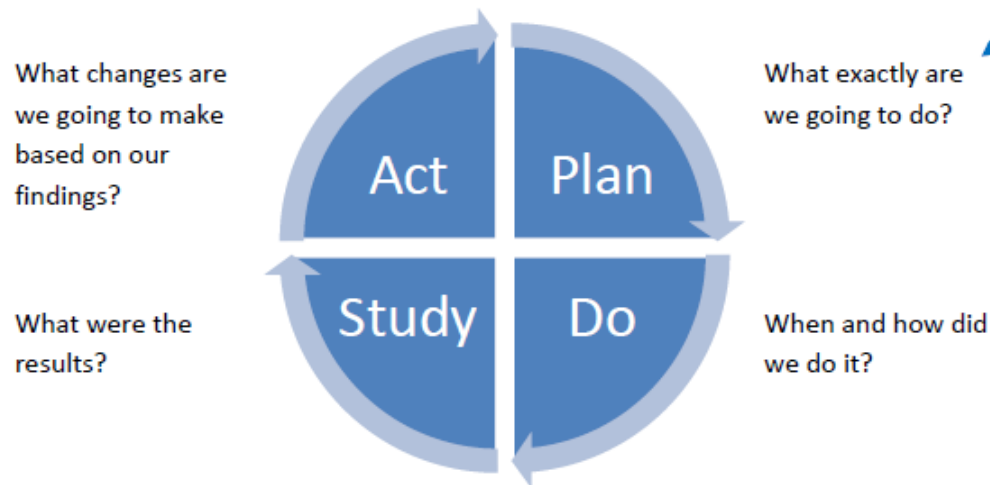 What changes are
we going to make
based on our
findings?
Act
Plan
What exactly are
we going to do?
What were the
results?
Study
Do
When and how did
we do it?